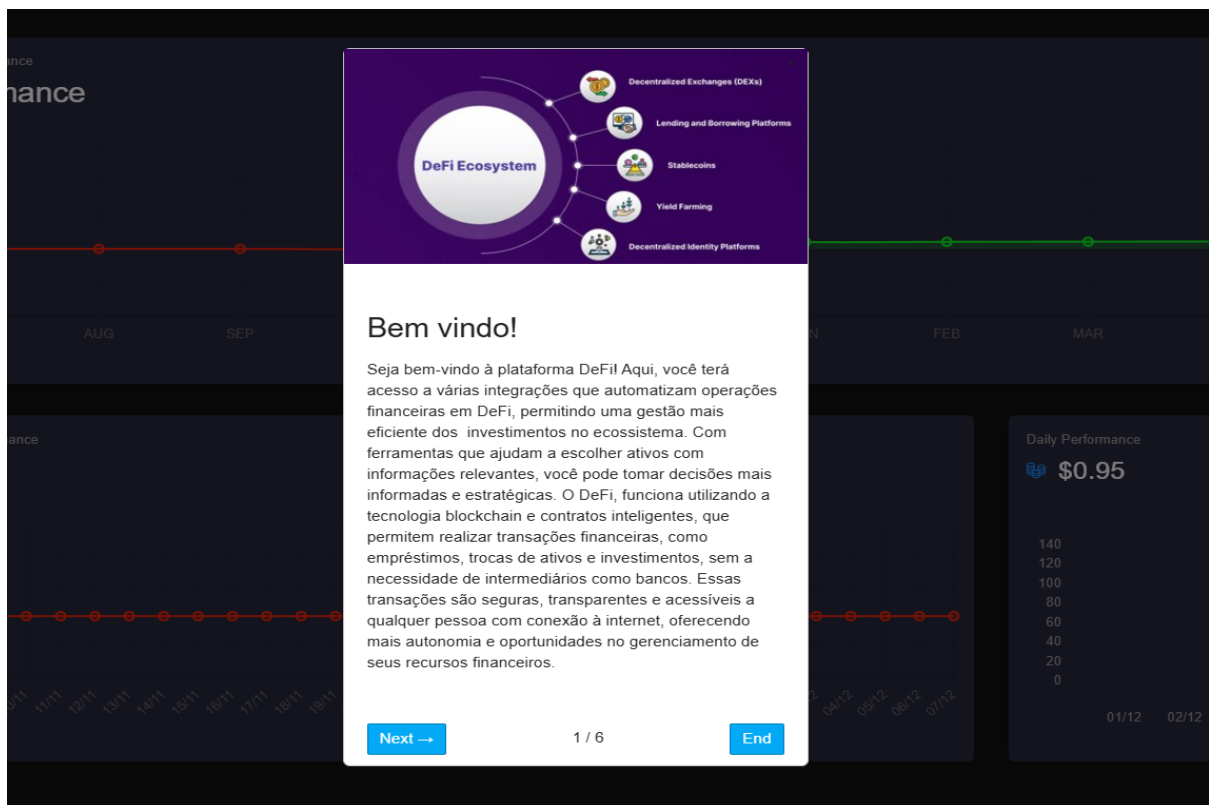 Decentralized Exchanges (DEXs)
Lending and Borrowing Platforms
DeFi Ecosystem
Stablecoins
Yield Farming
Decentralized Identity Platforms
AUG
SEP
FEB
MAR
Bem vindo!
Seja bem-vindo à plataforma DeFi! Aqui, você terá
acesso a várias integrações que automatizam operações
financeiras em DeFi, permitindo uma gestão mais
eficiente dos  investimentos no ecossistema. Com
ferramentas que ajudam a escolher ativos com
informações relevantes, você pode tomar decisões mais
informadas e estratégicas. O DeFi, funciona utilizando a
tecnologia blockchain e contratos inteligentes, que
permitem realizar transações financeiras, como
empréstimos, trocas de ativos e investimentos, sem a
necessidade de intermediários como bancos. Essas
transações são seguras, transparentes e acessíveis a
qualquer pessoa com conexão à internet, oferecendo
mais autonomia e oportunidades no gerenciamento de
seus recursos financeiros.
Next →
1 / 6
End
Daily Performance
$0.95
140
120
100
80
60
40
20
0
01/12 02/12
11/11 12/11 13/11 14/11 15/11 16/11 17/11 18/11 19/11
04/12 05/12 06/12 07/12